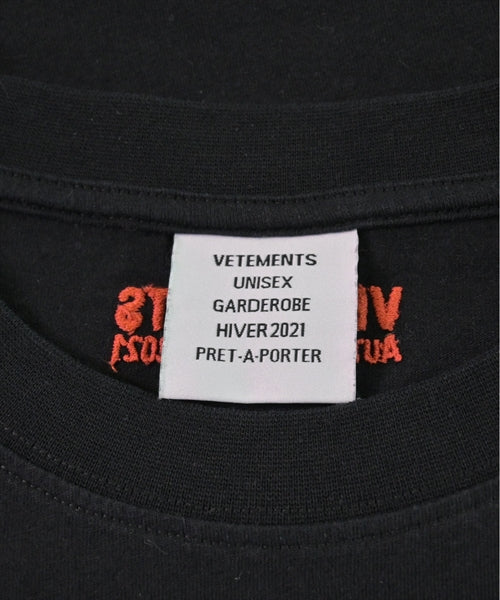 VETEMENTS
UNISEX
GARDEROBE
HIVER 2021
PRET-A-PORTER